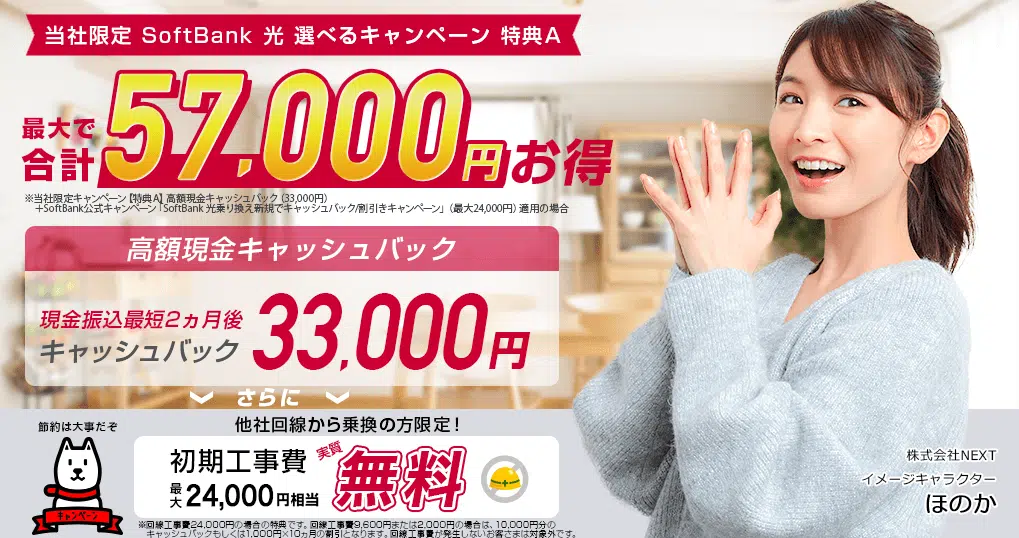 当社限定 SoftBank 光 選べるキャンペーン 特典A
最大で
合計57,000円お得
※当社限定キャンペーン【特典A】高額現金キャッシュバック（33,000円）
＋SoftBank公式キャンペーン「SoftBank 光乗り換え新規でキャッシュバック/割引きキャンペーン」（最大24,000円）適用の場合
高額現金キャッシュバック
現金振込最短2ヵ月後
キャッシュバック 33,000円
さらに
他社回線から乗換の方限定！
節約は大事だぞ
キャンペーン
初期工事費 実質 無料
最大24,000円相当
※回線工事費24,000円の場合の特典です。回線工事費9,600円または2,000円の場合は、10,000円分の
キャッシュバックもしくは1,000円×10ヵ月の割引となります。回線工事費が発生しないお客さまは対象外です。
株式会社NEXT
イメージキャラクター
ほのか